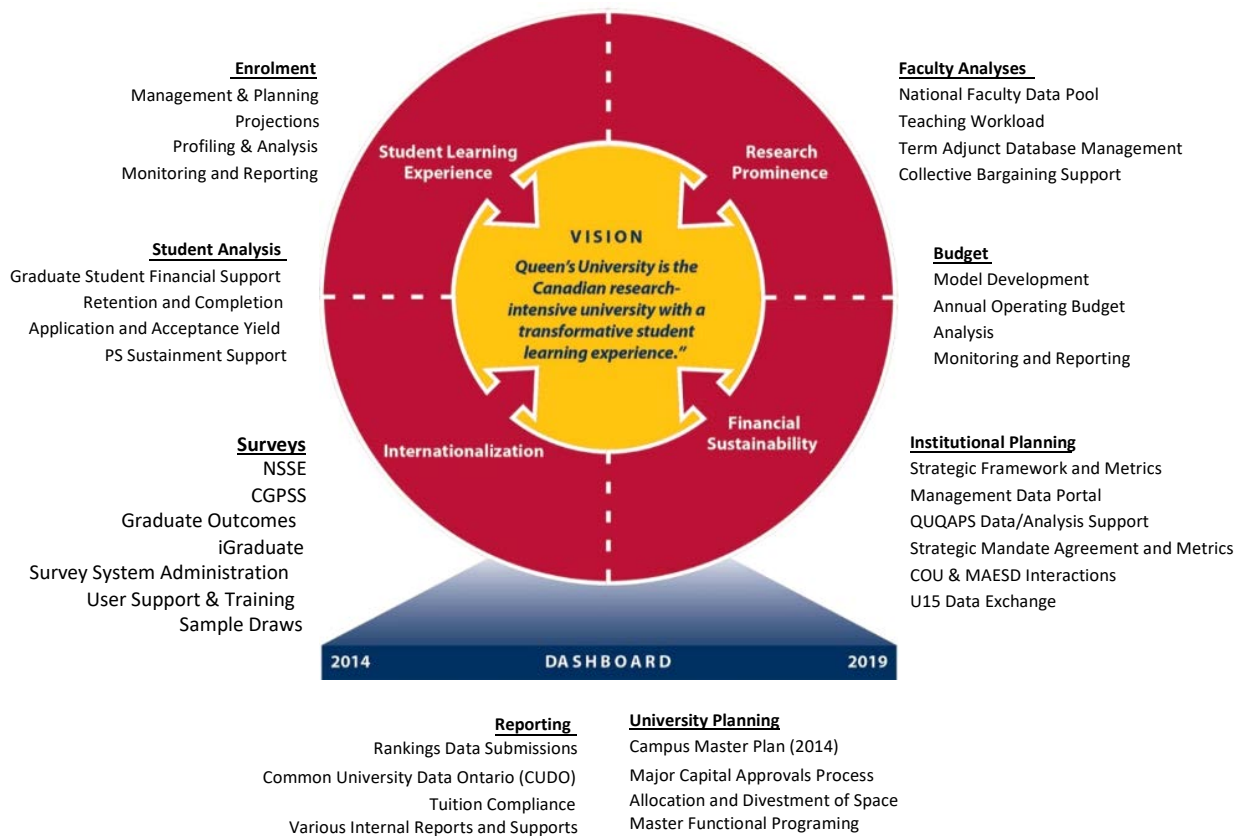 Enrolment
Management & Planning
Projections
Profiling & Analysis
Monitoring and Reporting
Student Analysis
Graduate Student Financial Support
Retention and Completion
Application and Acceptance Yield
PS Sustainment Support
Surveys
NSSE
CGPSS
Graduate Outcomes
iGraduate
Survey System Administration
User Support & Training
Sample Draws
Student Learning
Experience
Research
Prominence
VISION
Queen's University is the
Canadian research-
intensive university with a
transformative student
learning experience."
Internationalization
Financial
Sustainability
2014
DASHBOARD
2019
Faculty Analyses
National Faculty Data Pool
Teaching Workload
Term Adjunct Database Management
Collective Bargaining Support
Budget
Model Development
Annual Operating Budget
Analysis
Monitoring and Reporting
Institutional Planning
Strategic Framework and Metrics
Management Data Portal
QUQAPS Data/Analysis Support
Strategic Mandate Agreement and Metrics
COU & MAESD Interactions
U15 Data Exchange
Reporting
Rankings Data Submissions
Common University Data Ontario (CUDO)
Tuition Compliance
Various Internal Reports and Supports
University Planning
Campus Master Plan (2014)
Major Capital Approvals Process
Allocation and Divestment of Space
Master Functional Programing